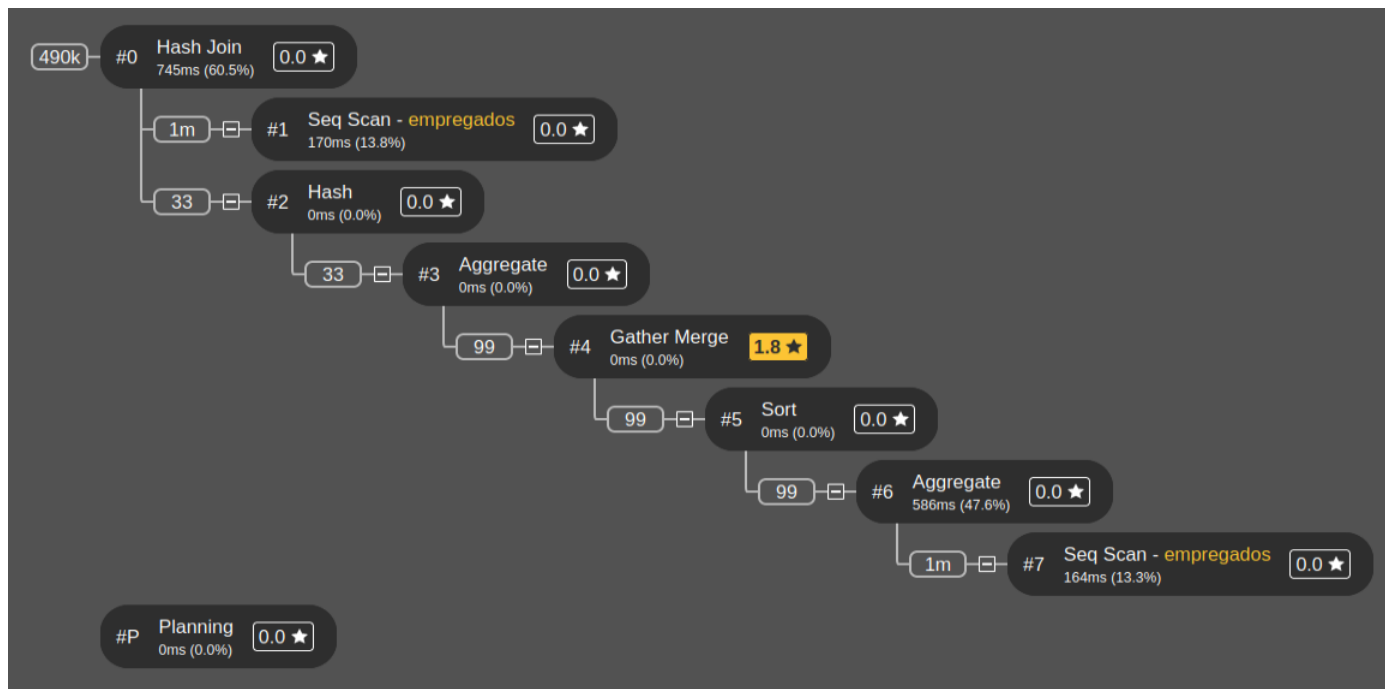 490k #0 Hash Join 0.0 ★
745ms (60.5%)
1m #1 Seq Scan - empregados 0.0 ★
170ms (13.8%)
33 #2 Hash 0.0 ★
0ms (0.0%)
33 #3 Aggregate 0.0 ★
0ms (0.0%)
99 #4 Gather Merge 1.8 ★
0ms (0.0%)
99 #5 Sort 0.0 ★
0ms (0.0%)
99 #6 Aggregate 0.0 ★
586ms (47.6%)
1m #7 Seq Scan - empregados 0.0 ★
164ms (13.3%)
#P Planning 0.0 ★
0ms (0.0%)